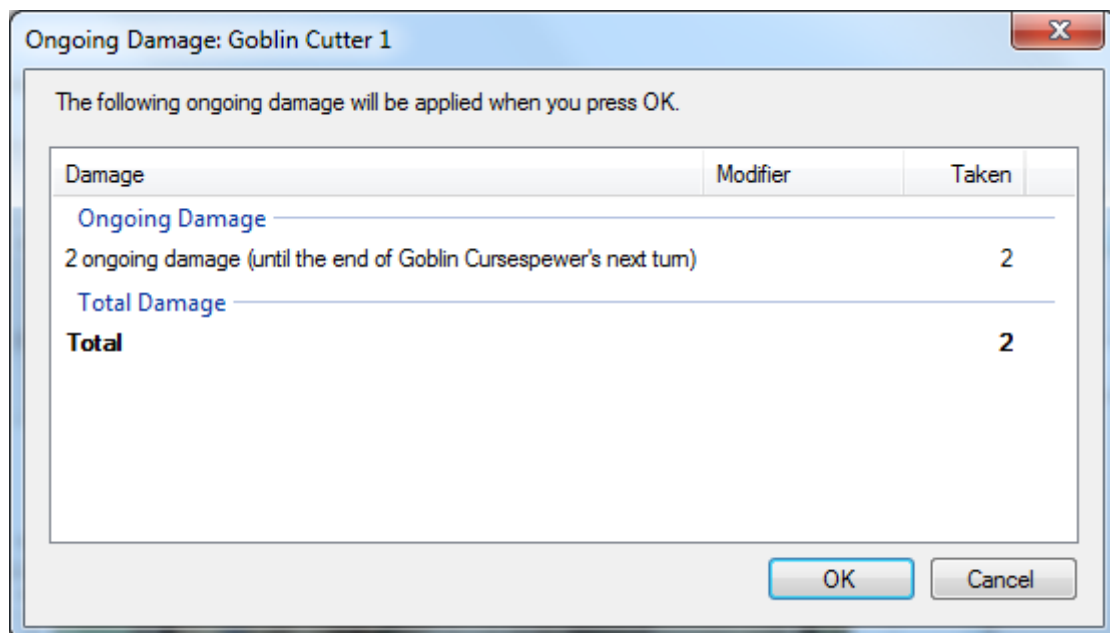 Ongoing Damage: Goblin Cutter 1
The following ongoing damage will be applied when you press OK.
Damage Modifier Taken
Ongoing Damage
2 ongoing damage (until the end of Goblin Cursespewer's next turn) 2
Total Damage
Total 2
OK Cancel